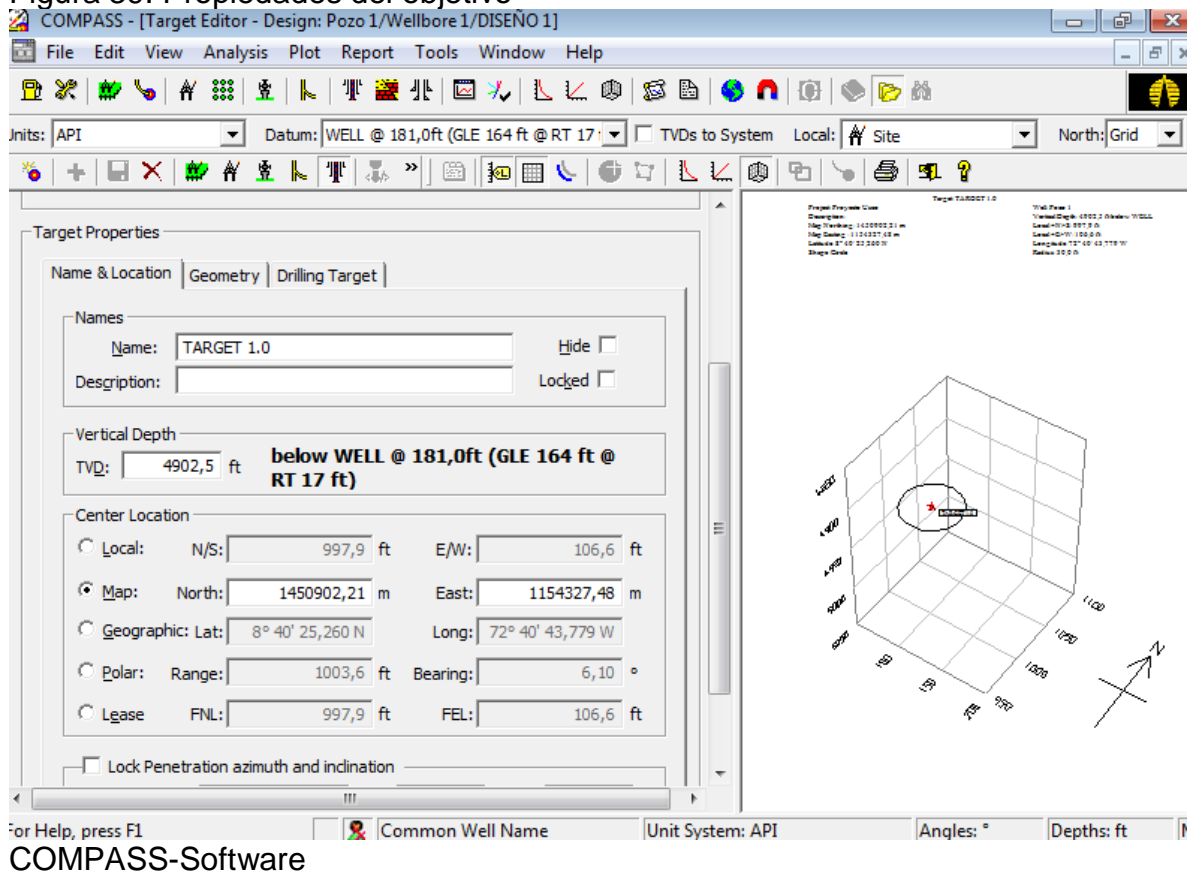 Figura 89. Propiedades del objetivo
COMPASS - [Target Editor - Design: Pozo 1/Wellbore 1/DISEÑO 1]
File Edit View Analysis Plot Report Tools Window Help
Units: API Datum: WELL @ 181,0ft (GLE 164 ft @ RT 17 TVDs to System Local: Site North: Grid
Target TARGET 1.0
Target Properties
Name & Location Geometry Drilling Target
Names
Name: TARGET 1.0 Hide
Description: Locked
Vertical Depth
TVD: 4902,5 ft below WELL @ 181,0ft (GLE 164 ft @
RT 17 ft)
Center Location
Local: N/S: 997,9 ft E/W: 106,6 ft
Map: North: 1450902,21 m East: 1154327,48 m
Geographic: Lat: 8° 40' 25,260 N Long: 72° 40' 43,779 W
Polar: Range: 1003,6 ft Bearing: 6,10 °
Lease FNL: 997,9 ft FEL: 106,6 ft
Lock Penetration azimuth and inclination
4900
5000
1100
1050
1000
950
N
For Help, press F1 Common Well Name Unit System: API Angles: ° Depths: ft
COMPASS-Software